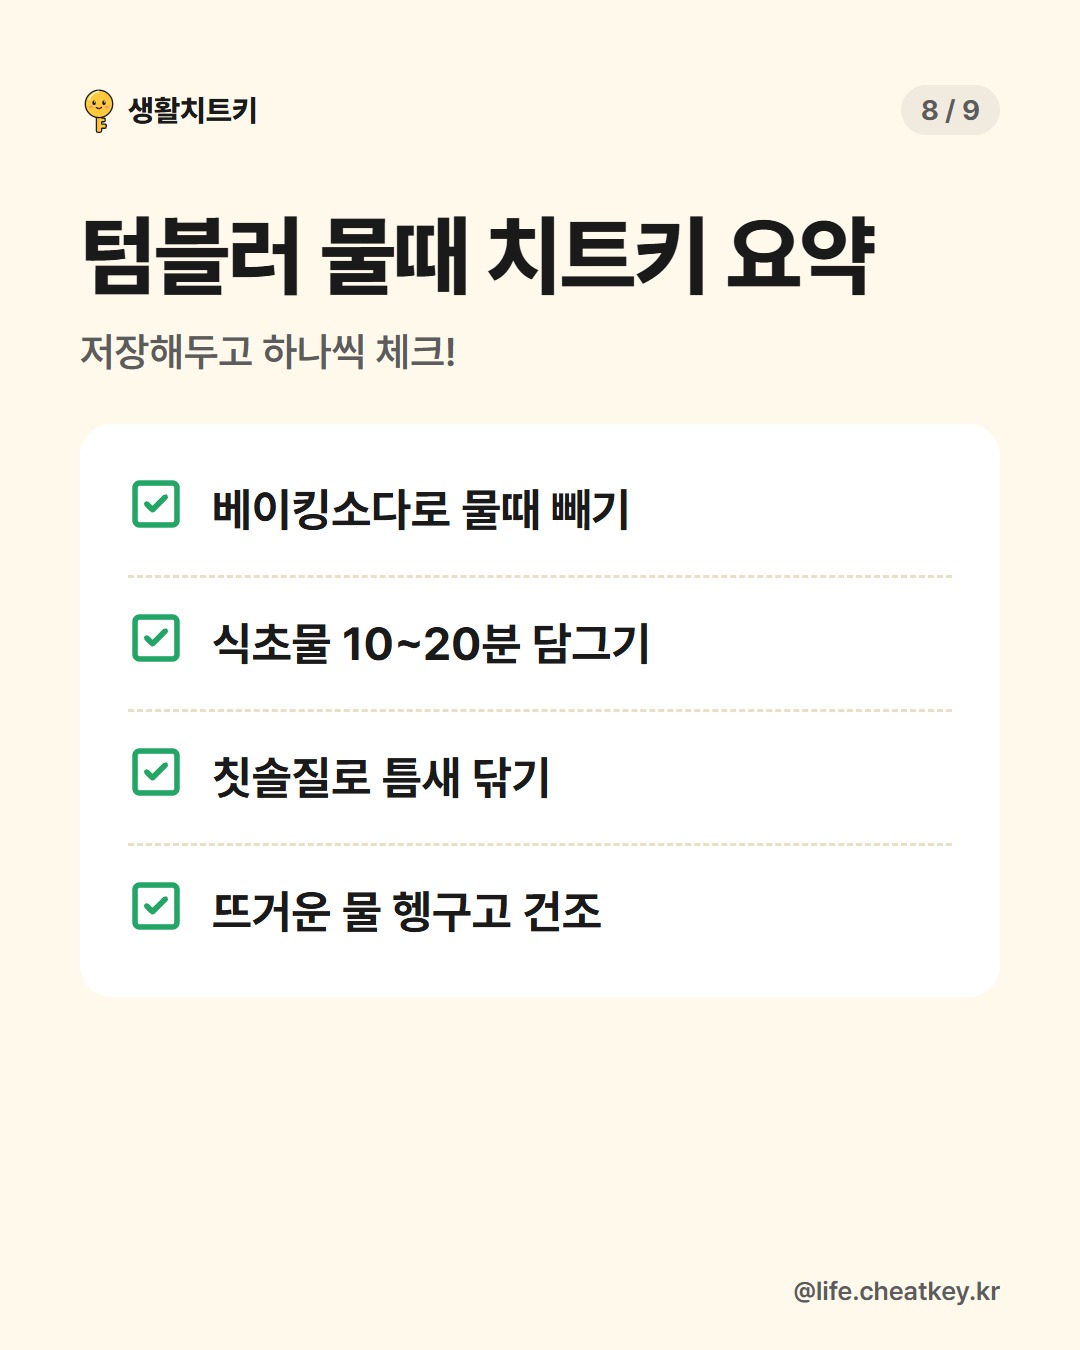 생활치트키
8 / 9
텀블러 물때 치트키 요약
저장해두고 하나씩 체크!
베이킹소다로 물때 빼기
식초물 10~20분 담그기
칫솔질로 틈새 닦기
뜨거운 물 헹구고 건조
@life.cheatkey.kr